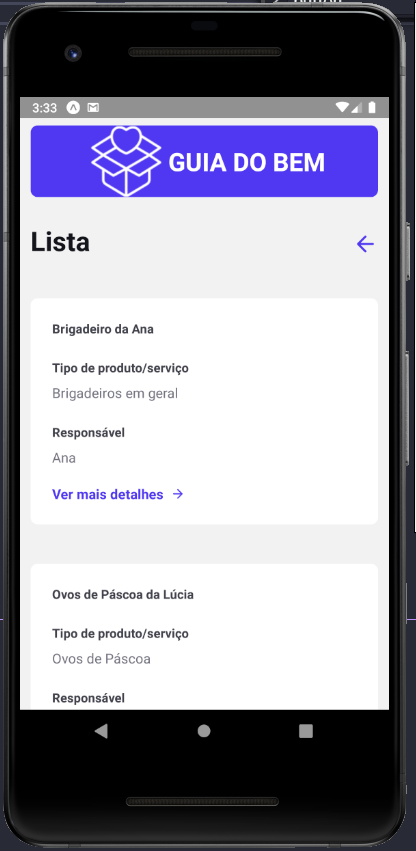 3:33
GUIA DO BEM
Lista
Brigadeiro da Ana
Tipo de produto/serviço
Brigadeiros em geral
Responsável
Ana
Ver mais detalhes
Ovos de Páscoa da Lúcia
Tipo de produto/serviço
Ovos de Páscoa
Responsável